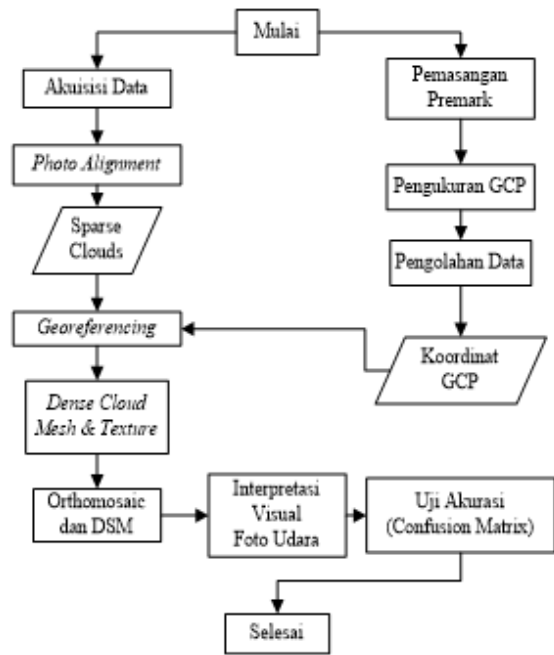 Mulai
Akuisisi Data
Pemasangan
Premark
Photo Alignment
Pengukuran GCP
Sparse
Clouds
Pengolahan Data
Georeferencing
Koordinat
GCP
Dense Cloud
Mesh & Texture
Orthomosaic
dan DSM
Interpretasi
Visual
Foto Udara
Uji Akurasi
(Confusion Matrix)
Selesai